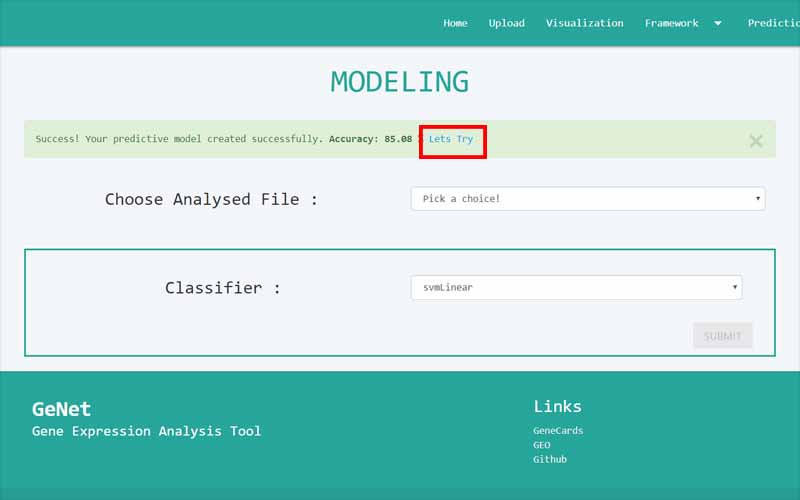 Home Upload Visualization Framework Predictio
MODELING
Success! Your predictive model created successfully. Accuracy: 85.08 % Lets Try ×
Choose Analysed File : Pick a choice!
Classifier : svmLinear
SUBMIT
GeNet
Gene Expression Analysis Tool
Links
GeneCards
GEO
Github